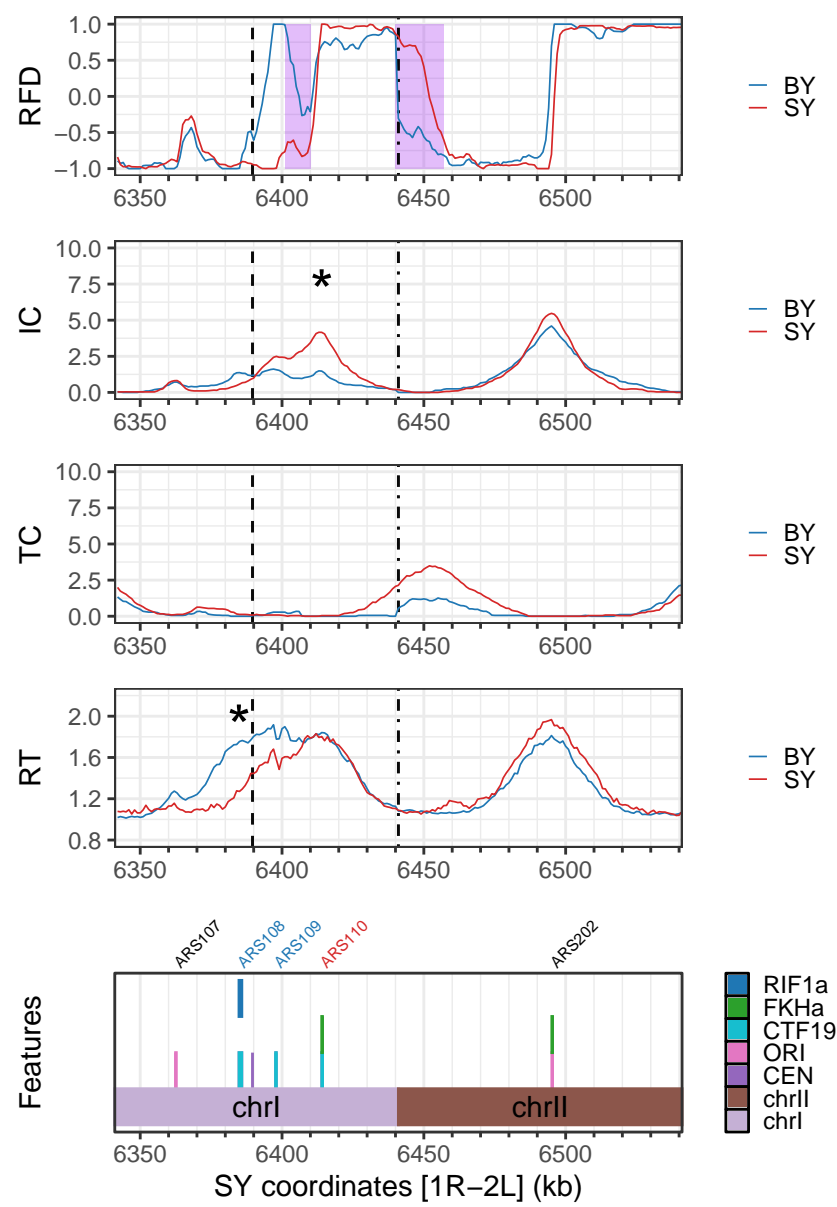 RFD
1.0
0.5
0.0
−0.5
−1.0
6350 6400 6450 6500
BY
SY
IC
*
10.0
7.5
5.0
2.5
0.0
6350 6400 6450 6500
BY
SY
TC
10.0
7.5
5.0
2.5
0.0
6350 6400 6450 6500
BY
SY
RT
*
2.0
1.6
1.2
0.8
6350 6400 6450 6500
BY
SY
ARS107 ARS108 ARS109 ARS110 ARS202
Features
chrI chrII
6350 6400 6450 6500
SY coordinates [1R−2L] (kb)
RIF1a
FKHa
CTF19
ORI
CEN
chrII
chrI